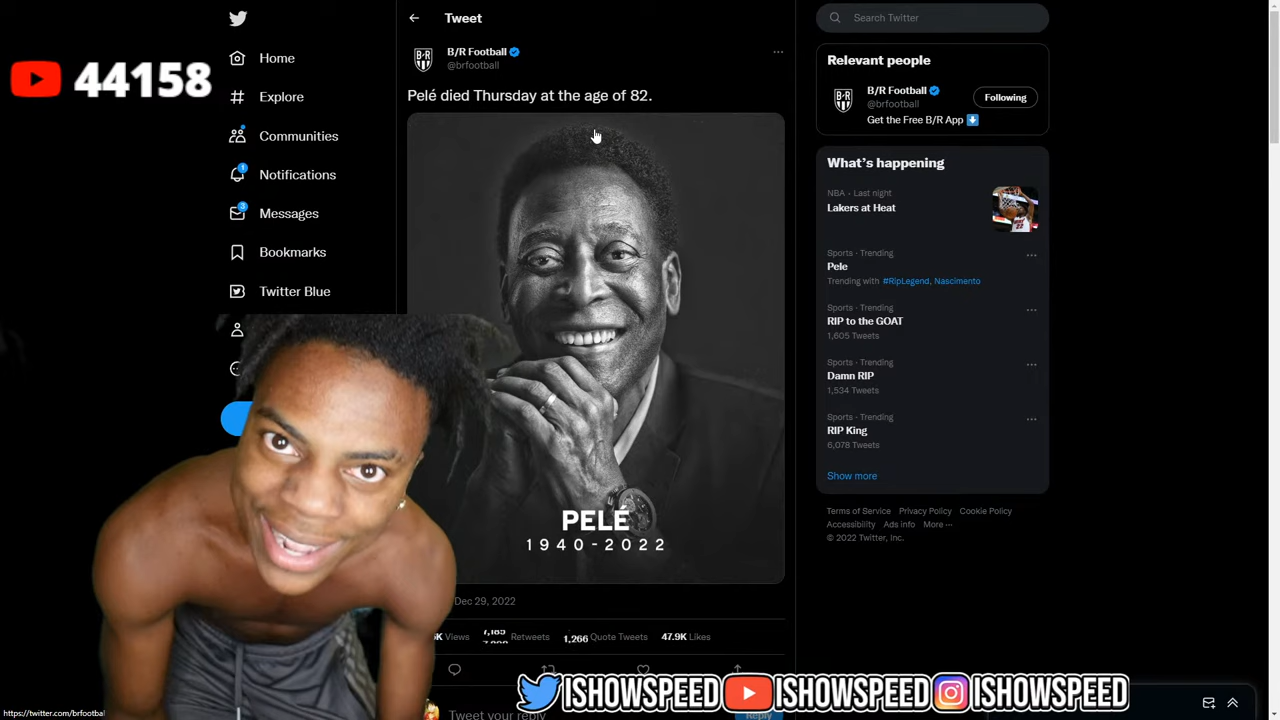 44158
Home
Explore
Communities
1
Notifications
3
Messages
Bookmarks
Twitter Blue
Tweet
B-R
B/R Football
@brfootball
Pelé died Thursday at the age of 82.
PELÉ
1940-2022
Dec 29, 2022
Views
Retweets
1,266 Quote Tweets
47.9K Likes
Tweet your reply
Reply
Search Twitter
Relevant people
B-R
B/R Football
@brfootball
Following
Get the Free B/R App
What's happening
NBA · Last night
Lakers at Heat
Sports · Trending
Pele
Trending with #RipLegend, Nascimento
Sports · Trending
RIP to the GOAT
1,605 Tweets
Sports · Trending
Damn RIP
1,534 Tweets
Sports · Trending
RIP King
6,078 Tweets
Show more
Terms of Service Privacy Policy Cookie Policy
Accessibility Ads info More ···
© 2022 Twitter, Inc.
ISHOWSPEED ISHOWSPEED ISHOWSPEED
https://twitter.com/brfootbal